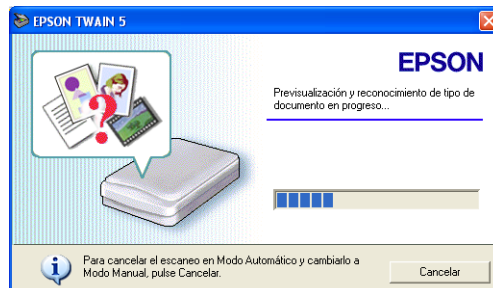 EPSON TWAIN 5
EPSON
Previsualización y reconocimiento de tipo de
documento en progreso...
?
Para cancelar el escaneo en Modo Automático y cambiarlo a
Modo Manual, pulse Cancelar.
Cancelar